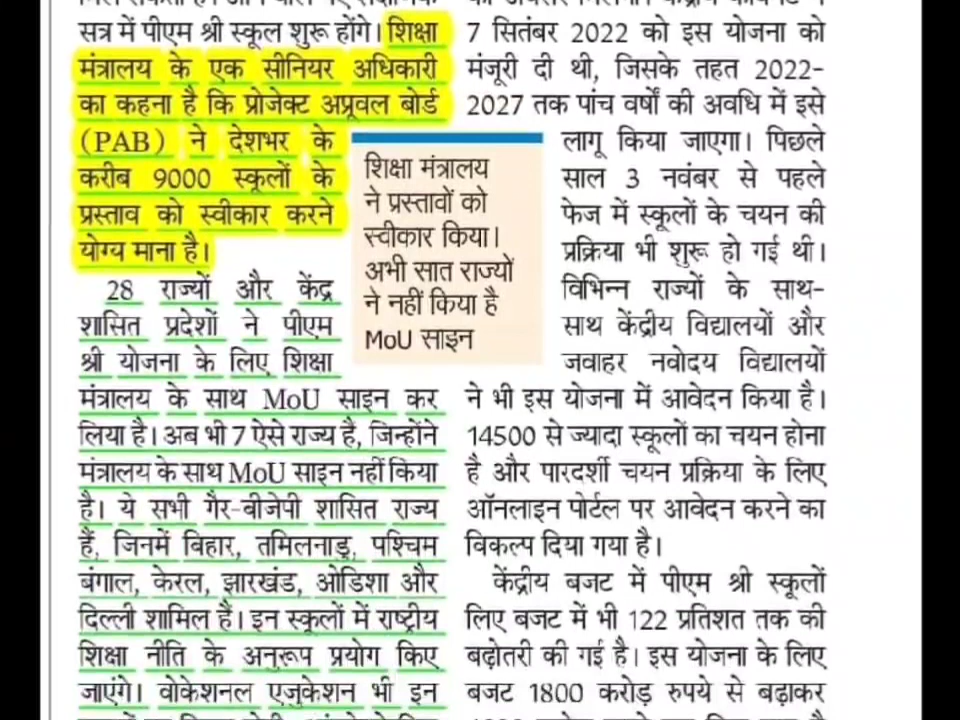 सत्र में पीएम श्री स्कूल शुरू होंगे। शिक्षा
मंत्रालय के एक सीनियर अधिकारी
का कहना है कि प्रोजेक्ट अप्रूवल बोर्ड
(PAB) ने देशभर के
करीब 9000 स्कूलों के
प्रस्ताव को स्वीकार करने
योग्य माना है।
28 राज्यों और केंद्र
शासित प्रदेशों ने पीएम
श्री योजना के लिए शिक्षा
मंत्रालय के साथ MoU साइन कर
लिया है। अब भी 7 ऐसे राज्य है, जिन्होंने
मंत्रालय के साथ MoU साइन नहीं किया
है। ये सभी गैर-बीजेपी शासित राज्य
हैं, जिनमें विहार, तमिलनाडु, पश्चिम
बंगाल, केरल, झारखंड, ओडिशा और
दिल्ली शामिल हैं। इन स्कूलों में राष्ट्रीय
शिक्षा नीति के अनुरूप प्रयोग किए
जाएंगे। वोकेशनल एजुकेशन भी इन
शिक्षा मंत्रालय
ने प्रस्तावों को
स्वीकार किया।
अभी सात राज्यों
ने नहीं किया है
MoU साइन
7 सितंबर 2022 को इस योजना को
मंजूरी दी थी, जिसके तहत 2022-
2027 तक पांच वर्षों की अवधि में इसे
लागू किया जाएगा। पिछले
साल 3 नवंबर से पहले
फेज में स्कूलों के चयन की
प्रक्रिया भी शुरू हो गई थी।
विभिन्न राज्यों के साथ-
साथ केंद्रीय विद्यालयों और
जवाहर नवोदय विद्यालयों
ने भी इस योजना में आवेदन किया है।
14500 से ज्यादा स्कूलों का चयन होना
है और पारदर्शी चयन प्रक्रिया के लिए
ऑनलाइन पोर्टल पर आवेदन करने का
विकल्प दिया गया है।
केंद्रीय बजट में पीएम श्री स्कूलों
लिए बजट में भी 122 प्रतिशत तक की
बढ़ोतरी की गई है। इस योजना के लिए
बजट 1800 करोड़ रुपये से बढ़ाकर